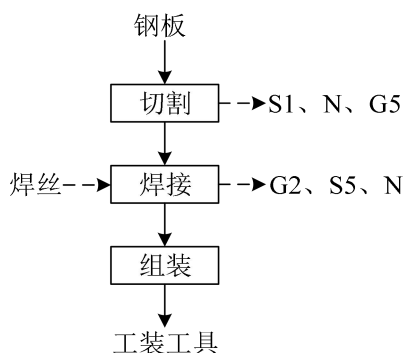 钢板
切割
S1、N、G5
焊丝
焊接
G2、S5、N
组装
工装工具